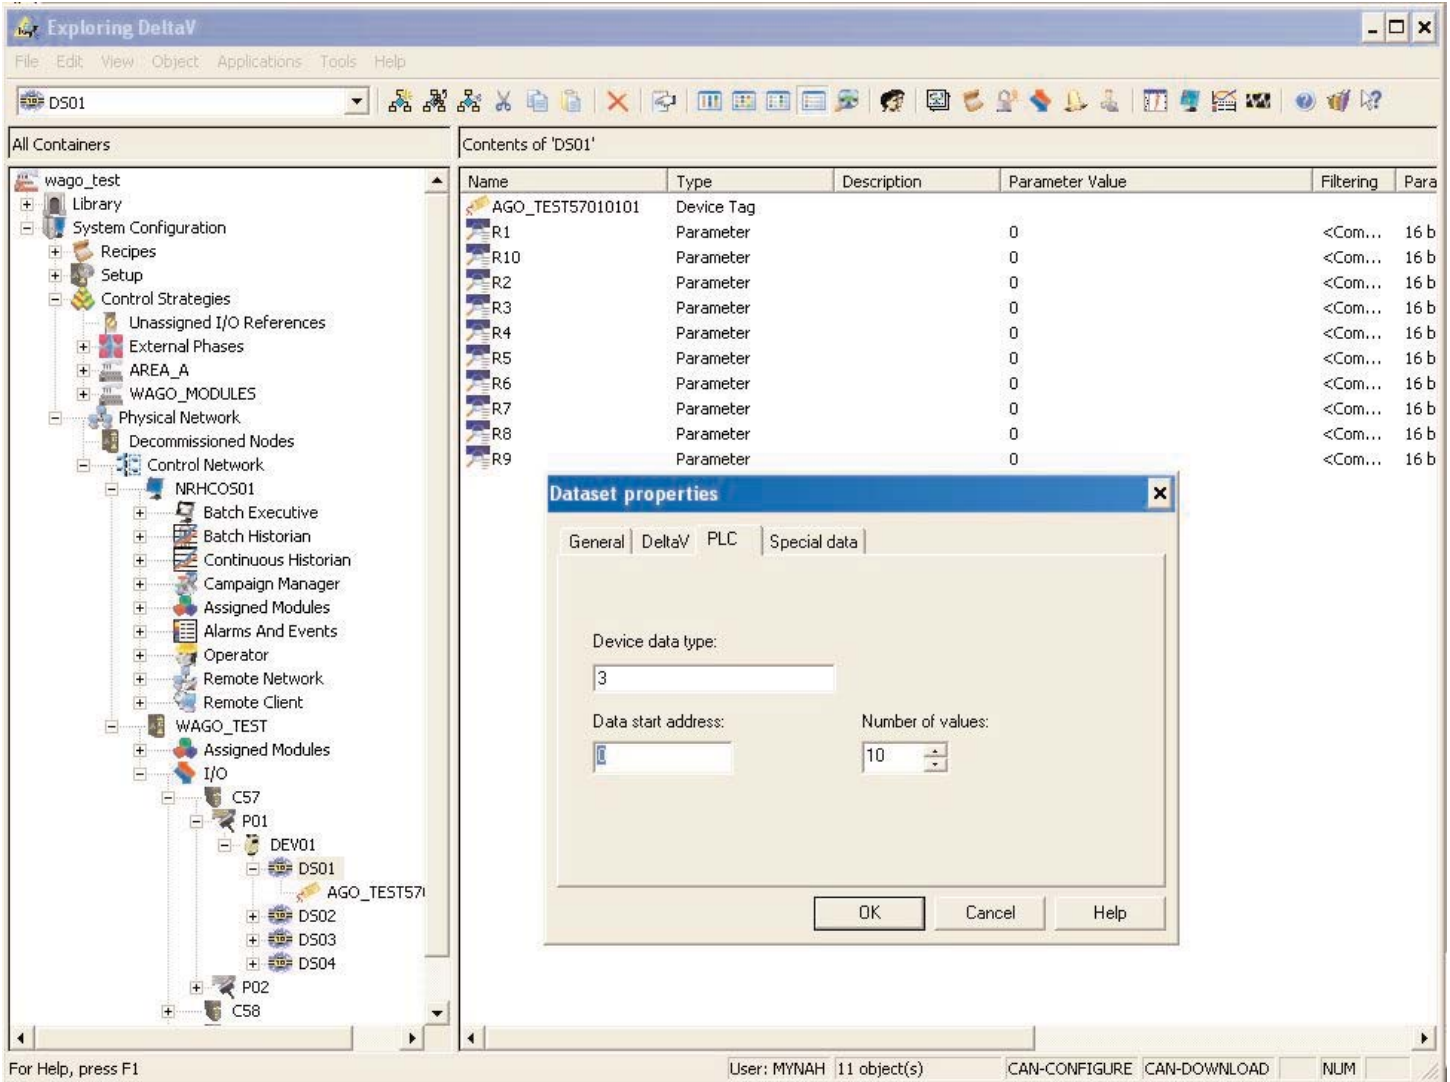 Exploring DeltaV
File Edit View Object Applications Tools Help
DS01
All Containers
Contents of 'DS01'
wago_test
Library
System Configuration
Recipes
Setup
Control Strategies
Unassigned I/O References
External Phases
AREA_A
WAGO_MODULES
Physical Network
Decommissioned Nodes
Control Network
NRHCOS01
Batch Executive
Batch Historian
Continuous Historian
Campaign Manager
Assigned Modules
Alarms And Events
Operator
Remote Network
Remote Client
WAGO_TEST
Assigned Modules
I/O
C57
P01
DEV01
DS01
AGO_TEST570
DS02
DS03
DS04
P02
C58
Name Type Description Parameter Value Filtering Para
AGO_TEST57010101 Device Tag
R1 Parameter 0 <Com... 16 b
R10 Parameter 0 <Com... 16 b
R2 Parameter 0 <Com... 16 b
R3 Parameter 0 <Com... 16 b
R4 Parameter 0 <Com... 16 b
R5 Parameter 0 <Com... 16 b
R6 Parameter 0 <Com... 16 b
R7 Parameter 0 <Com... 16 b
R8 Parameter 0 <Com... 16 b
R9 Parameter 0 <Com... 16 b
Dataset properties
General DeltaV PLC Special data
Device data type:
3
Data start address: Number of values:
0 10
OK Cancel Help
For Help, press F1 User: MYNAH 11 object(s) CAN-CONFIGURE CAN-DOWNLOAD NUM